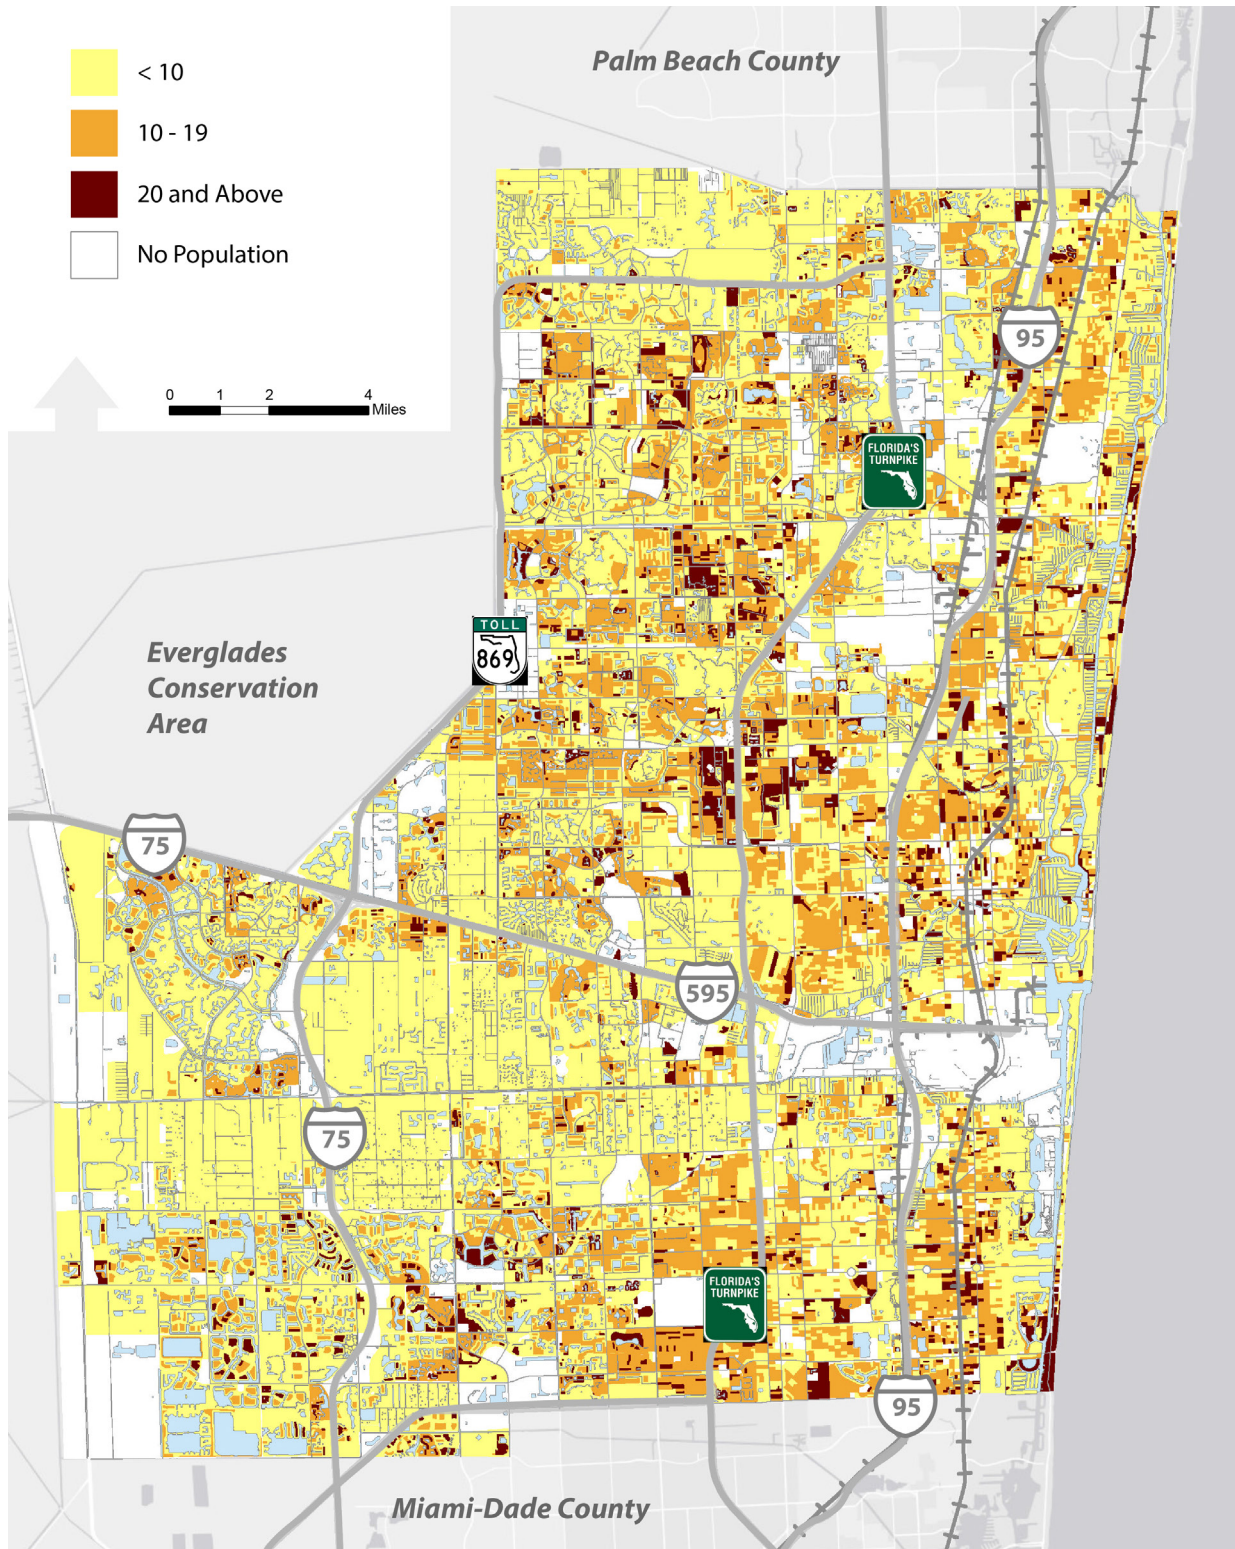 < 10
10 - 19
20 and Above
No Population
0 1 2 4
Miles
Palm Beach County
95
FLORIDA'S
TURNPIKE
TOLL
869
Everglades
Conservation
Area
75
595
75
FLORIDA'S
TURNPIKE
95
Miami-Dade County